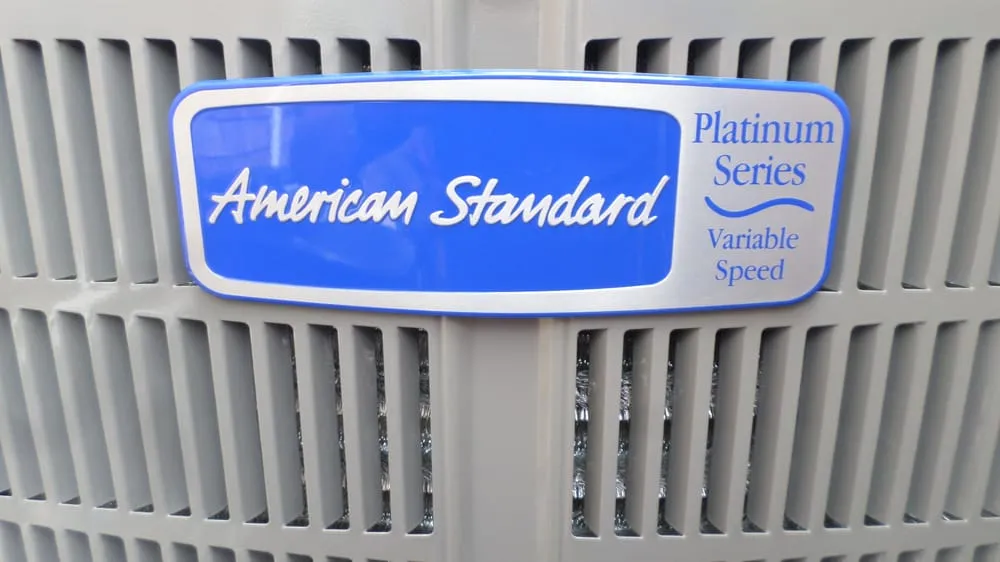 American Standard
Platinum
Series
Variable
Speed